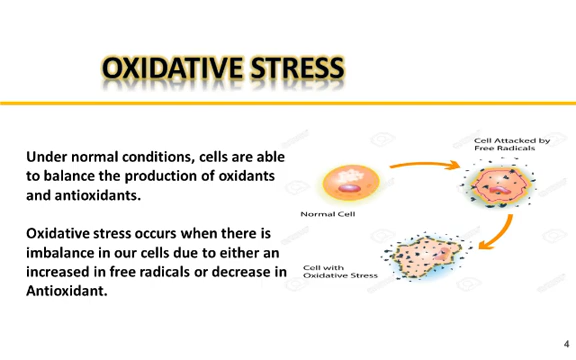 OXIDATIVE STRESS
Under normal conditions, cells are able
to balance the production of oxidants
and antioxidants.
Oxidative stress occurs when there is
imbalance in our cells due to either an
increased in free radicals or decrease in
Antioxidant.
Cell Attacked by
Free Radicals
Normal Cell
Cell with
Oxidative Stress
4